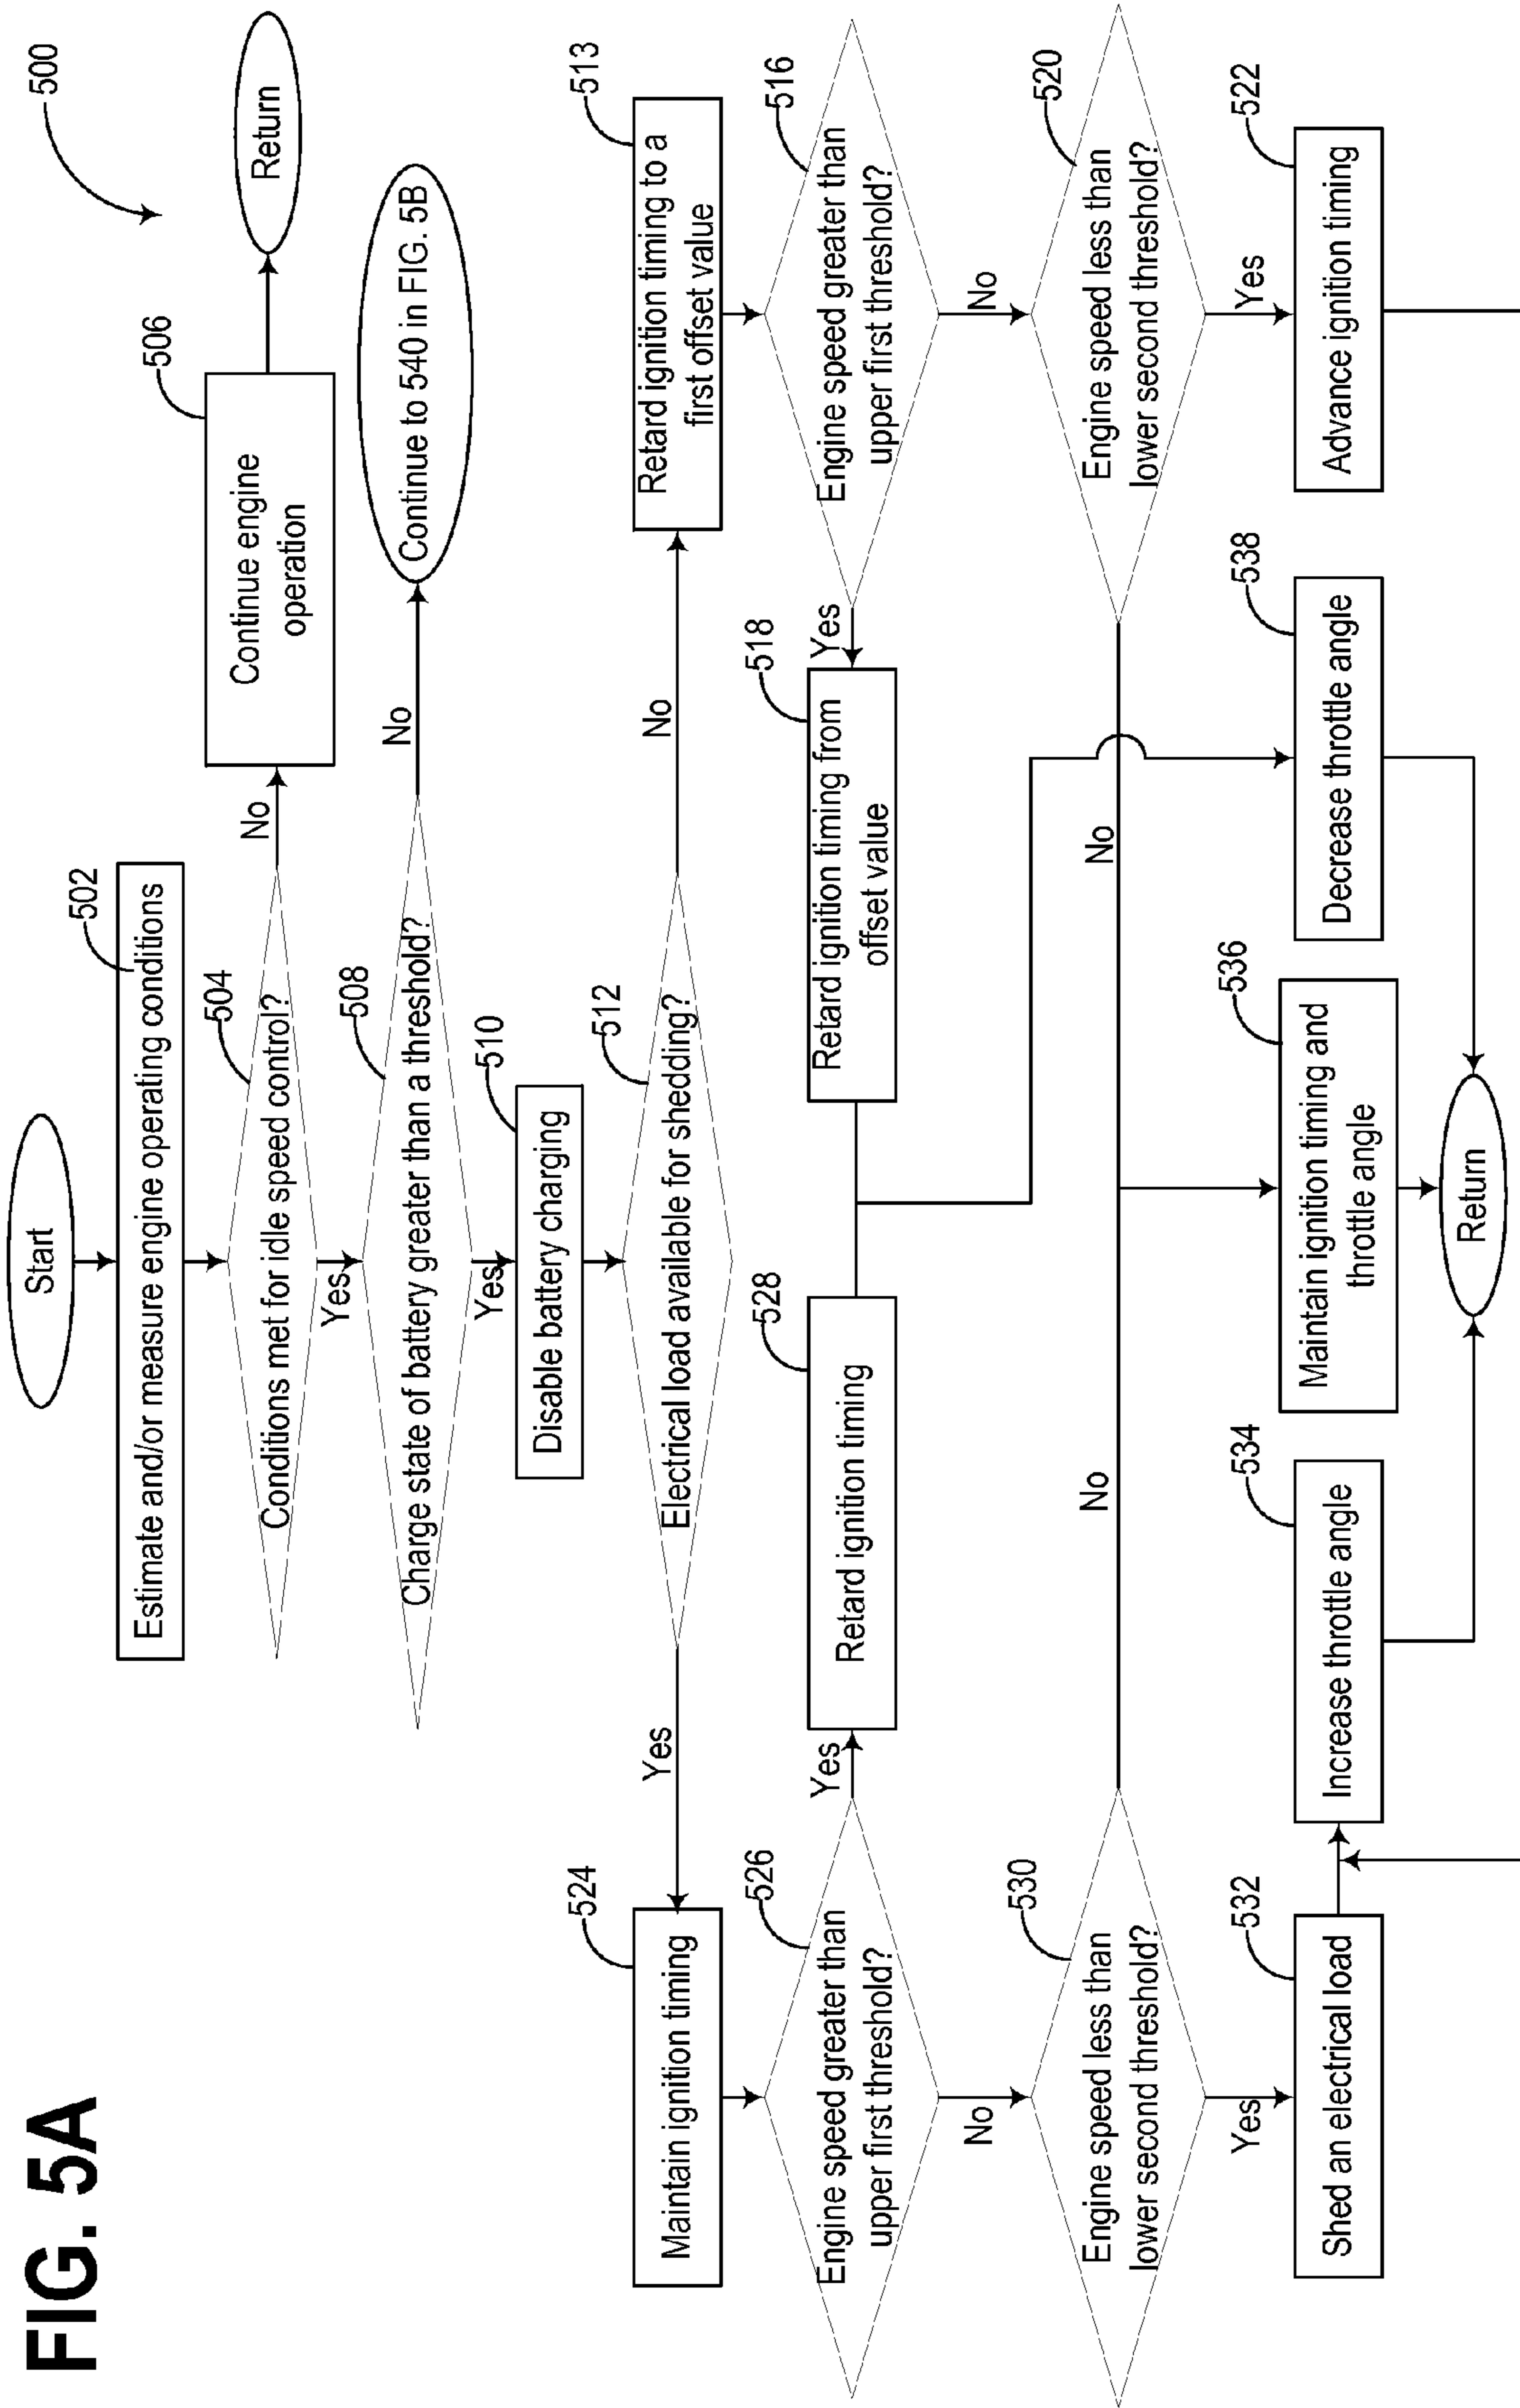 FIG. 5A
500
Start
Estimate and/or measure engine operating conditions
502
Conditions met for idle speed control?
504
No
Continue engine
operation
506
Return
Yes
Charge state of battery greater than a threshold?
508
No
Continue to 540 in FIG. 5B
Yes
Disable battery charging
510
Electrical load available for shedding?
512
Yes
No
Maintain ignition timing
524
Retard ignition timing to a
first offset value
513
Engine speed greater than
upper first threshold?
526
Yes
Retard ignition timing
528
Retard ignition timing from
offset value
518
Yes
Engine speed greater than
upper first threshold?
516
No
No
Engine speed less than
lower second threshold?
530
No
No
Engine speed less than
lower second threshold?
520
Yes
Yes
Shed an electrical load
532
Increase throttle angle
534
Maintain ignition timing and
throttle angle
536
Decrease throttle angle
538
Advance ignition timing
522
Return